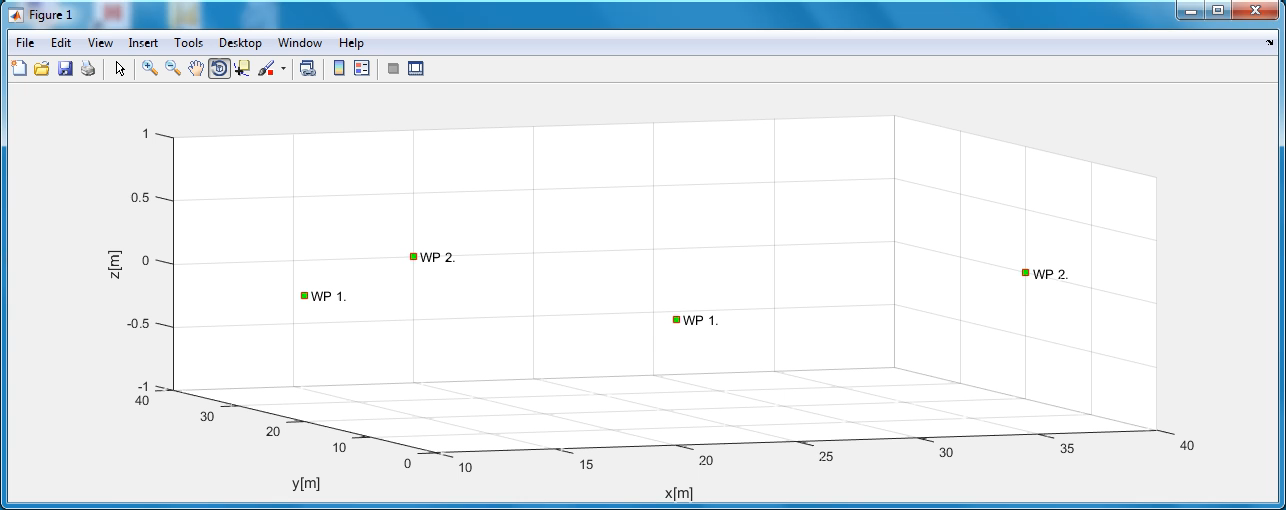 Figure 1
File Edit View Insert Tools Desktop Window Help
1
0.5
0
-0.5
-1
z[m]
WP 2.
WP 1.
WP 1.
WP 2.
40
30
20
10
0
y[m]
10
15
20
25
30
35
40
x[m]